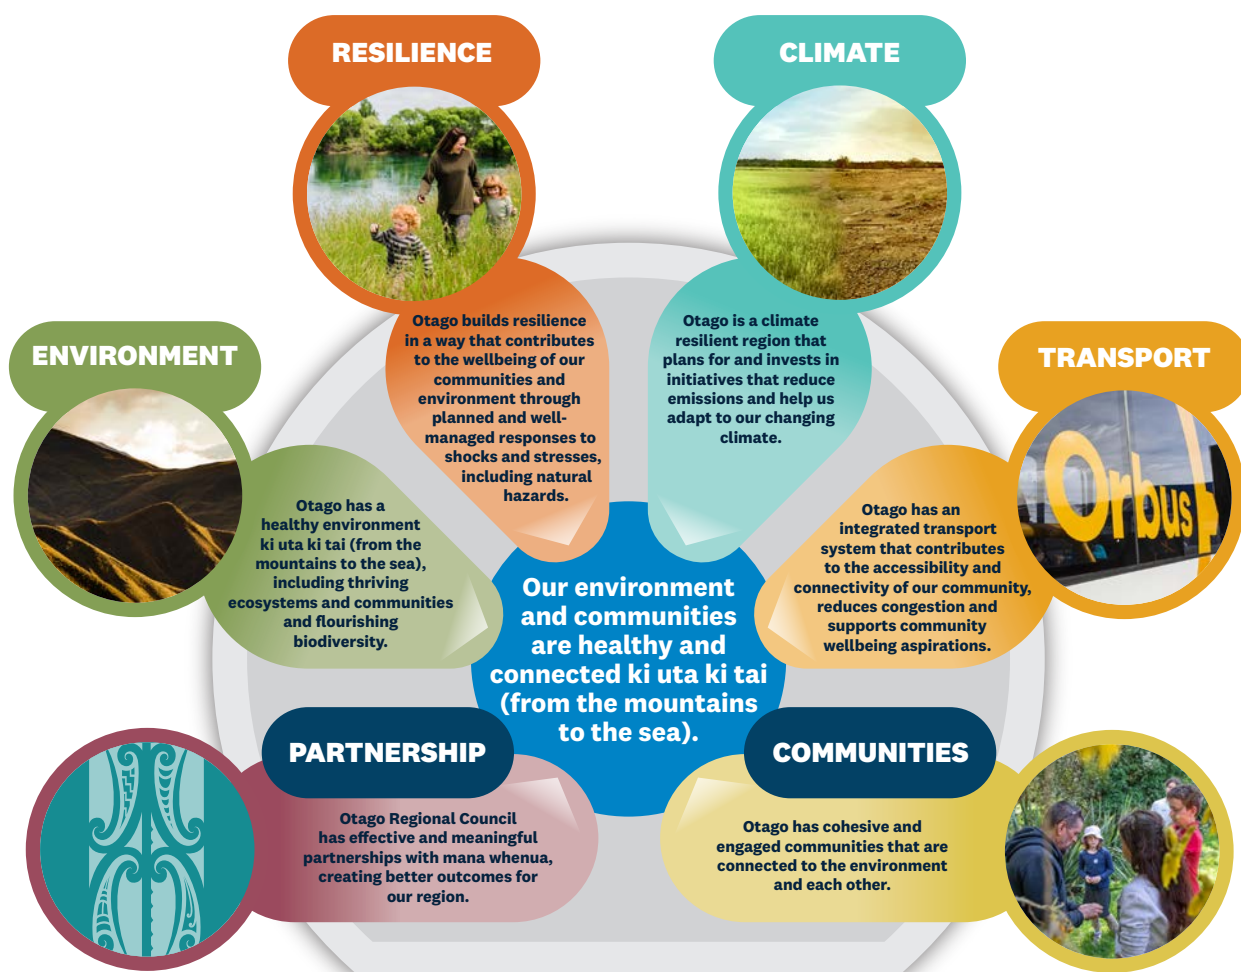 RESILIENCE
CLIMATE
Otago builds resilience
in a way that contributes
to the wellbeing of our
communities and
environment through
planned and well-
managed responses to
shocks and stresses,
including natural
hazards.
Otago is a climate
resilient region that
plans for and invests in
initiatives that reduce
emissions and help us
adapt to our changing
climate.
ENVIRONMENT
TRANSPORT
Orbus
Otago has a
healthy environment
ki uta ki tai (from the
mountains to the sea),
including thriving
ecosystems and communities
and flourishing
biodiversity.
Otago has an
integrated transport
system that contributes
to the accessibility and
connectivity of our community,
reduces congestion and
supports community
wellbeing aspirations.
Our environment
and communities
are healthy and
connected ki uta ki tai
(from the mountains
to the sea).
PARTNERSHIP
COMMUNITIES
Otago Regional Council
has effective and meaningful
partnerships with mana whenua,
creating better outcomes for
our region.
Otago has cohesive and
engaged communities that are
connected to the environment
and each other.